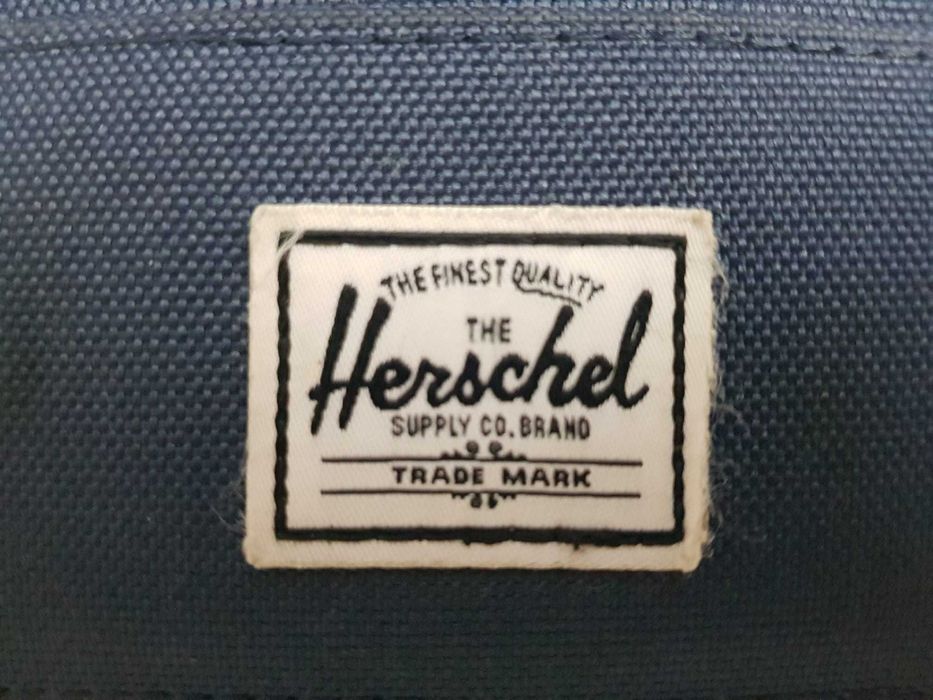 THE FINEST QUALITY
THE
Herschel
SUPPLY CO. BRAND
TRADE MARK